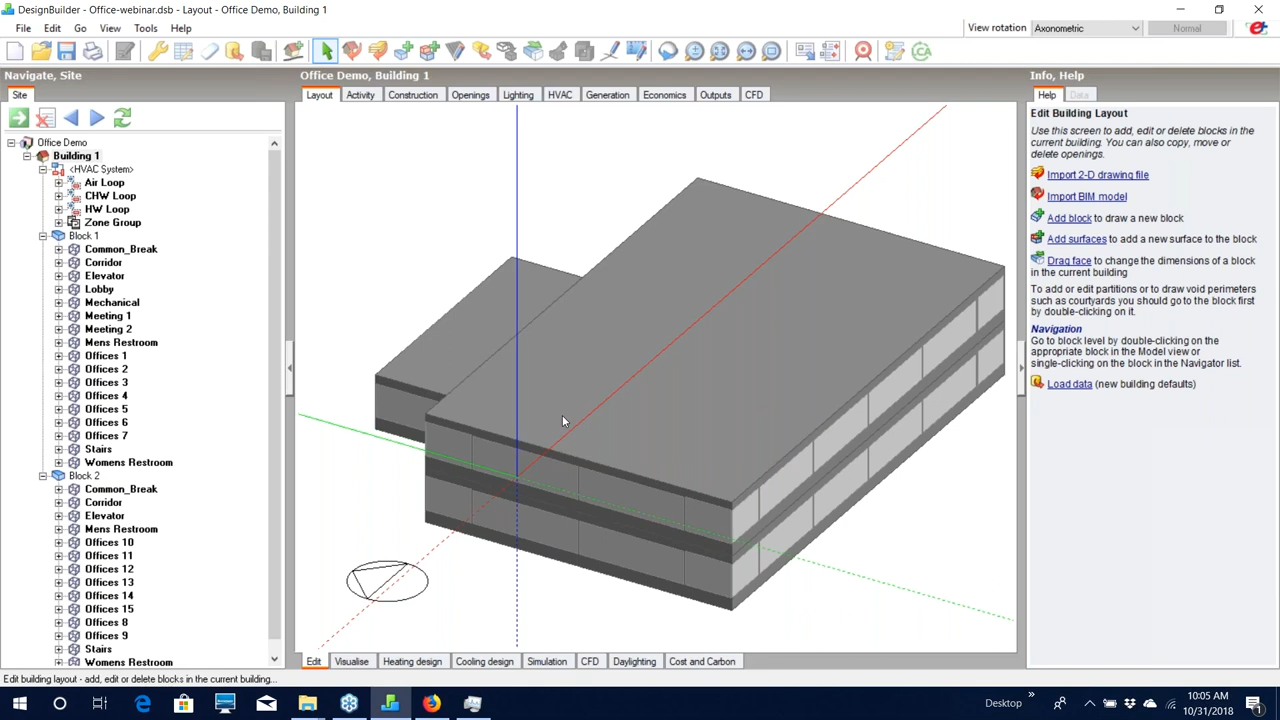 DesignBuilder - Office-webinar.dsb - Layout - Office Demo, Building 1
File Edit Go View Tools Help
View rotation Axonometric Normal
Navigate, Site
Site
Office Demo
Building 1
<HVAC System>
Air Loop
CHW Loop
HW Loop
Zone Group
Block 1
Common_Break
Corridor
Elevator
Lobby
Mechanical
Meeting 1
Meeting 2
Mens Restroom
Offices 1
Offices 2
Offices 3
Offices 4
Offices 5
Offices 6
Offices 7
Stairs
Womens Restroom
Block 2
Common_Break
Corridor
Elevator
Mens Restroom
Offices 10
Offices 11
Offices 12
Offices 13
Offices 14
Offices 15
Offices 8
Offices 9
Stairs
Womens Restroom
Office Demo, Building 1
Layout Activity Construction Openings Lighting HVAC Generation Economics Outputs CFD
Edit Visualise Heating design Cooling design Simulation CFD Daylighting Cost and Carbon
Info, Help
Help Data
Edit Building Layout
Use this screen to add, edit or delete blocks in the
current building. You can also copy, move or
delete openings.
Import 2-D drawing file
Import BIM model
Add block to draw a new block
Add surfaces to add a new surface to the block
Drag face to change the dimensions of a block
in the current building
To add or edit partitions or to draw void perimeters
such as courtyards you should go to the block first
by double-clicking on it.
Navigation
Go to block level by double-clicking on the
appropriate block in the Model view or
single-clicking on the block in the Navigator list.
Load data (new building defaults)
Edit building layout - add, edit or delete blocks in the current building...
Desktop
10:05 AM
10/31/2018